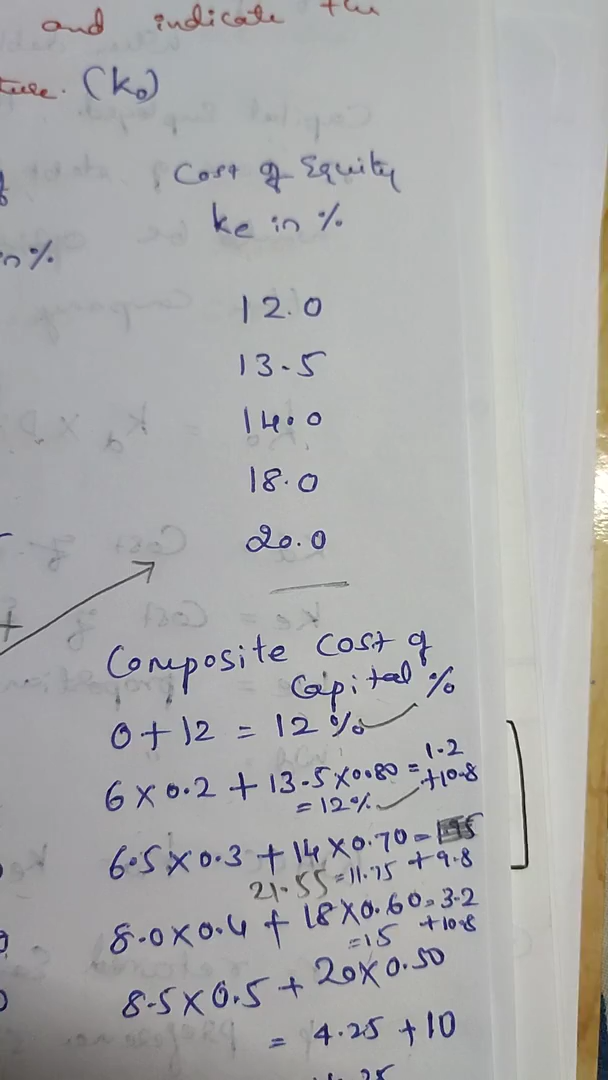 and indicate the
ture. (ko)
Cost of Equity
ke in %
in %
12.0
13.5
14.0
18.0
20.0
Composite Cost of
Capital %
0 + 12 = 12 %
6 x 0.2 + 13.5 x 0.80 = 1.2
+ 10.8
= 12%
6.5 x 0.3 + 14 x 0.70 =
21.55 = 11.75 + 9.8
8.0 x 0.4 + 18 x 0.60 = 3.2
= 15 + 10.8
8.5 x 0.5 + 20 x 0.50
= 4.25 + 10